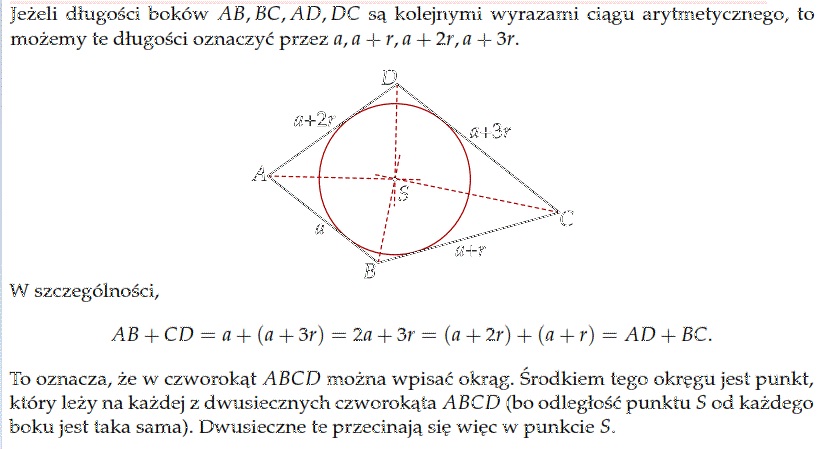 Jeżeli długości boków AB, BC, AD, DC są kolejnymi wyrazami ciągu arytmetycznego, to
możemy te długości oznaczyć przez a, a + r, a + 2r, a + 3r.
D
a+2r
a+3r
A
S
a
C
a+r
B
W szczególności,
AB + CD = a + (a + 3r) = 2a + 3r = (a + 2r) + (a + r) = AD + BC.
To oznacza, że w czworokąt ABCD można wpisać okrąg. Środkiem tego okręgu jest punkt,
który leży na każdej z dwusiecznych czworokąta ABCD (bo odległość punktu S od każdego
boku jest taka sama). Dwusieczne te przecinają się więc w punkcie S.